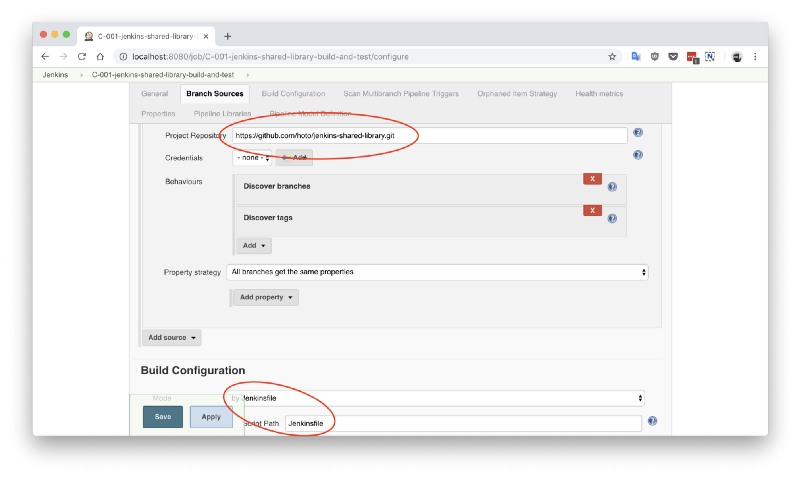 C-001-jenkins-shared-library-
localhost:8080/job/C-001-jenkins-shared-library-build-and-test/configure
Jenkins C-001-jenkins-shared-library-build-and-test
General Branch Sources Build Configuration Scan Multibranch Pipeline Triggers Orphaned Item Strategy Health metrics
Properties Pipeline Libraries Pipeline Model Definition
Project Repository https://github.com/hoto/jenkins-shared-library.git
Credentials - none - Add
Behaviours
Discover branches X
Discover tags X
Add
Property strategy All branches get the same properties
Add property
Add source
Build Configuration
Mode by Jenkinsfile
Save Apply Script Path Jenkinsfile